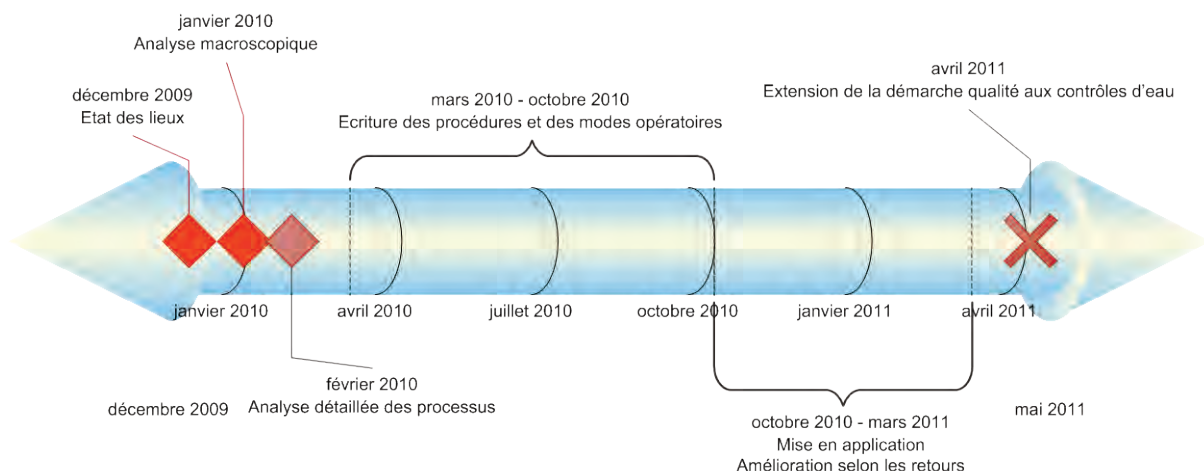 janvier 2010
Analyse macroscopique
décembre 2009
Etat des lieux
mars 2010 - octobre 2010
Ecriture des procédures et des modes opératoires
avril 2011
Extension de la démarche qualité aux contrôles d'eau
janvier 2010
avril 2010
juillet 2010
octobre 2010
janvier 2011
avril 2011
février 2010
Analyse détaillée des processus
décembre 2009
octobre 2010 - mars 2011
Mise en application
Amélioration selon les retours
mai 2011